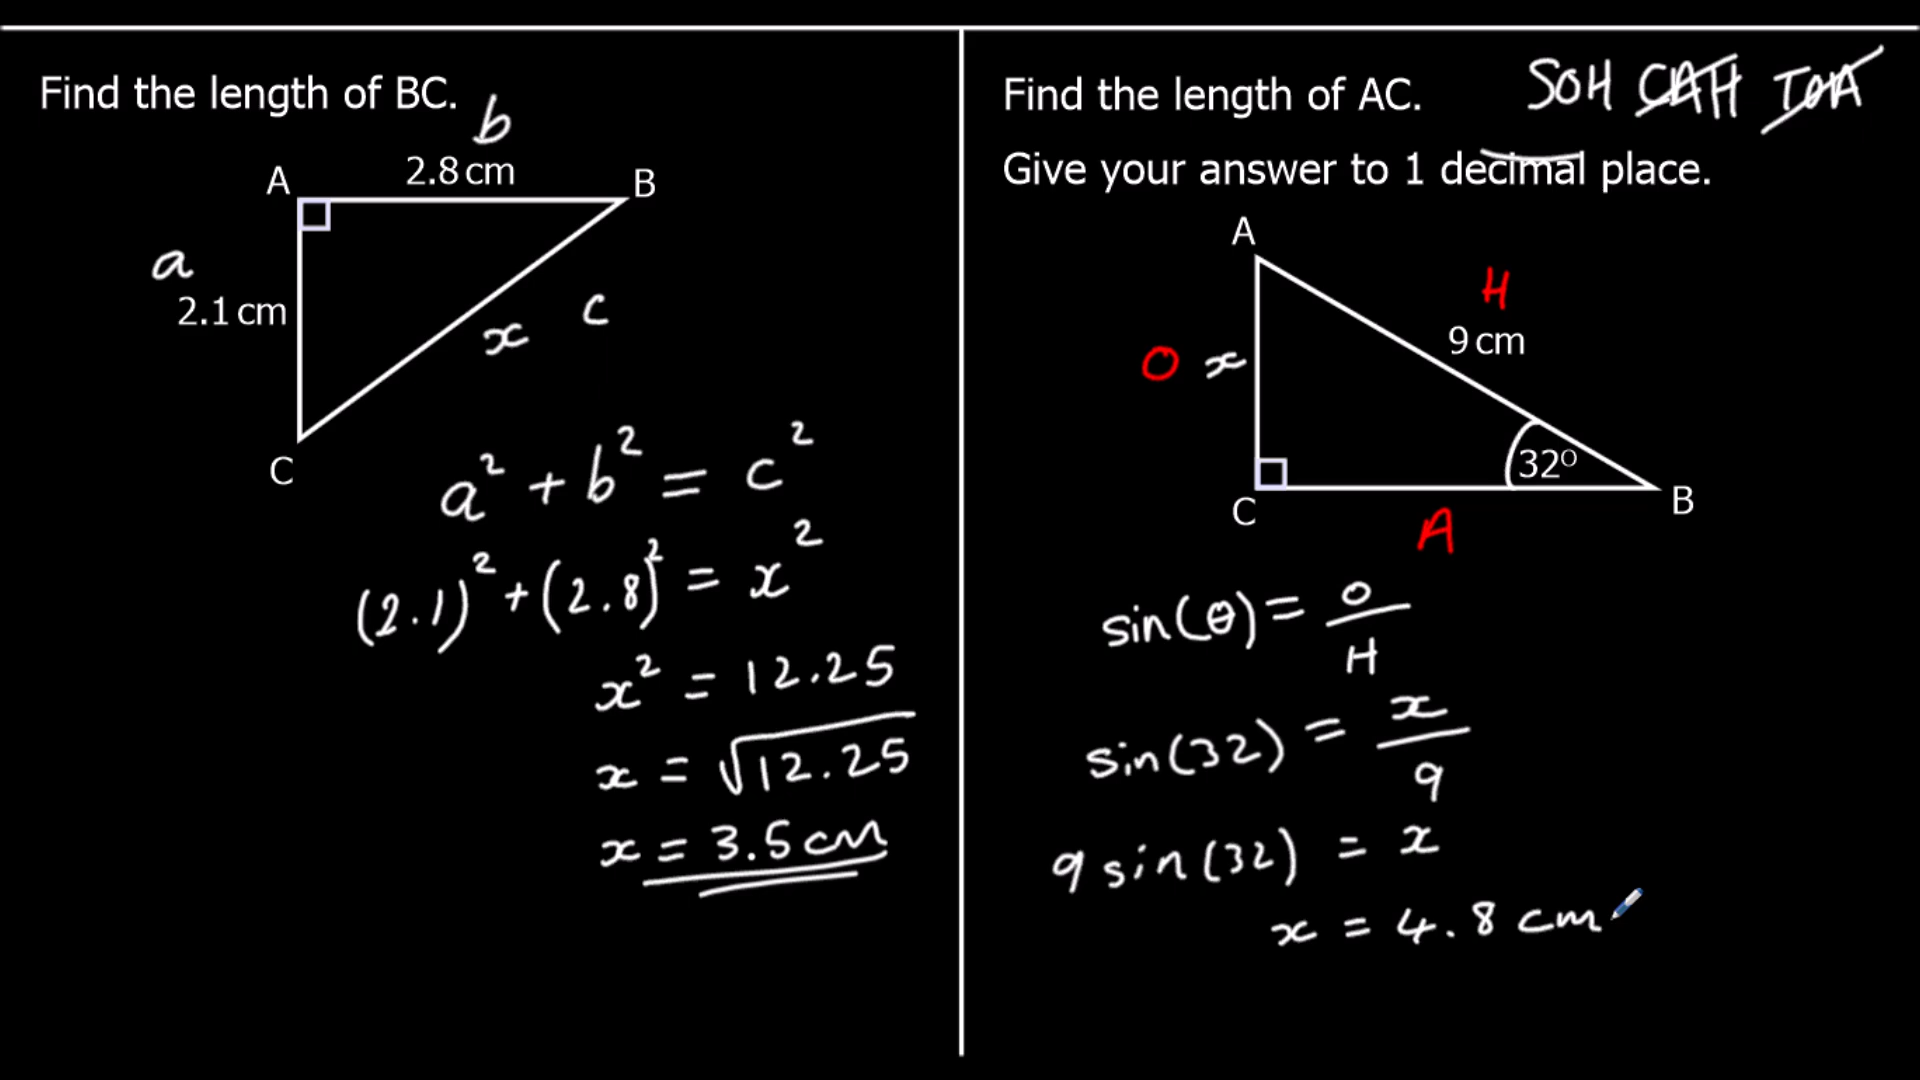 Find the length of BC.
b
A
2.8 cm
B
a
2.1 cm
x c
C
a² + b² = c²
(2.1)² + (2.8)² = x²
x² = 12.25
x = √12.25
x = 3.5 cm
Find the length of AC.
SOH CAH TOA
Give your answer to 1 decimal place.
A
H
9 cm
O x
32°
C
B
A
sin(θ) = O/H
sin(32) = x/9
9 sin(32) = x
x = 4.8 cm